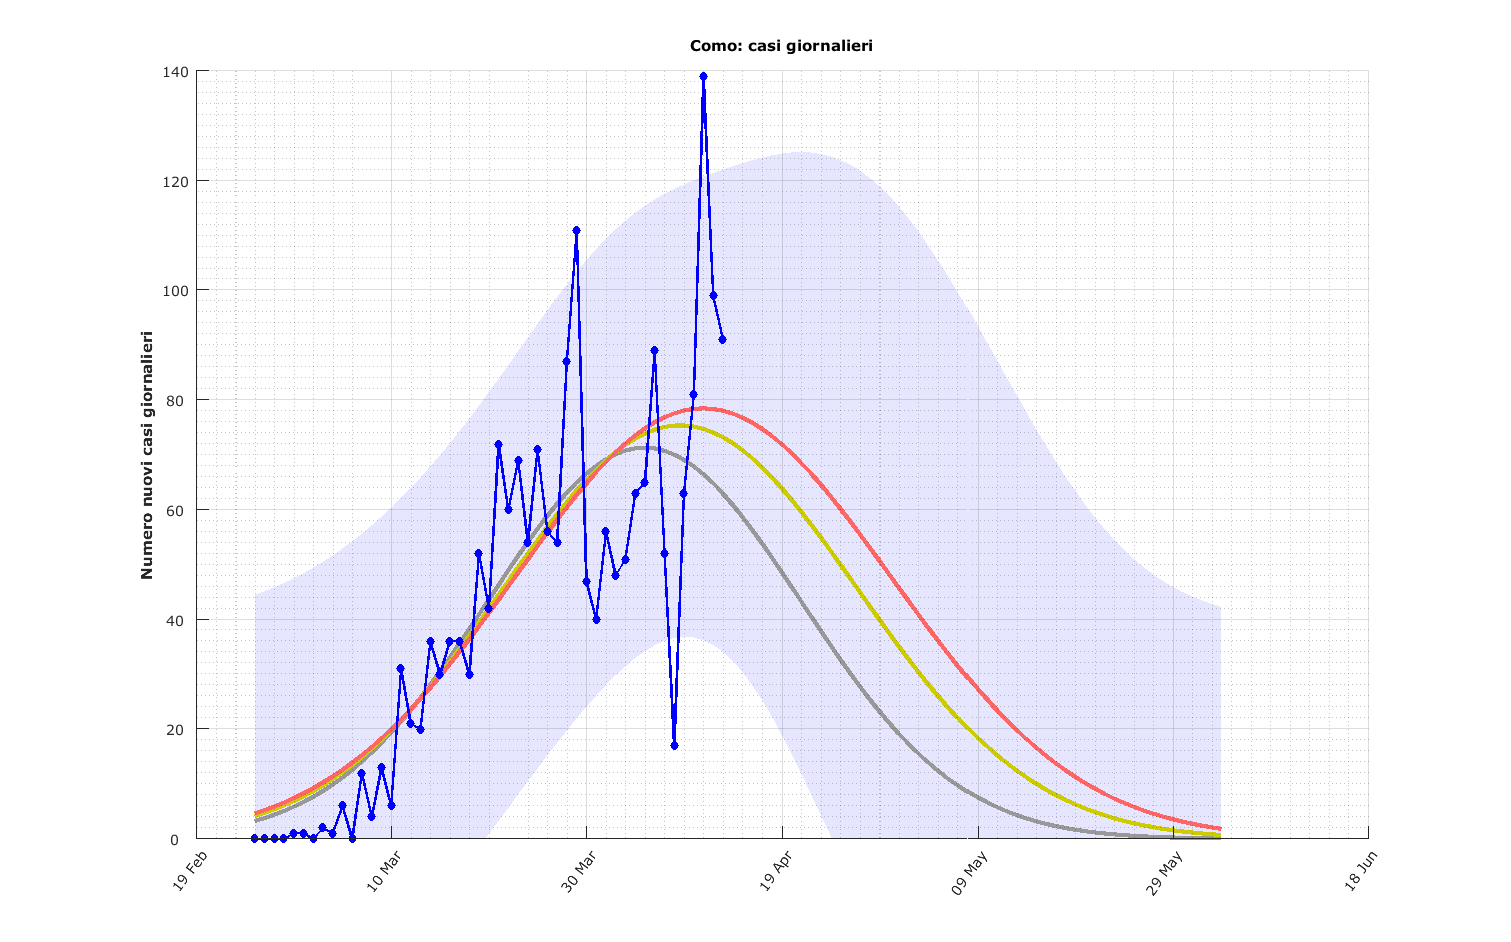 Como: casi giornalieri
Numero nuovi casi giornalieri
140
120
100
80
60
40
20
0
19 Feb
10 Mar
30 Mar
19 Apr
09 May
29 May
18 Jun